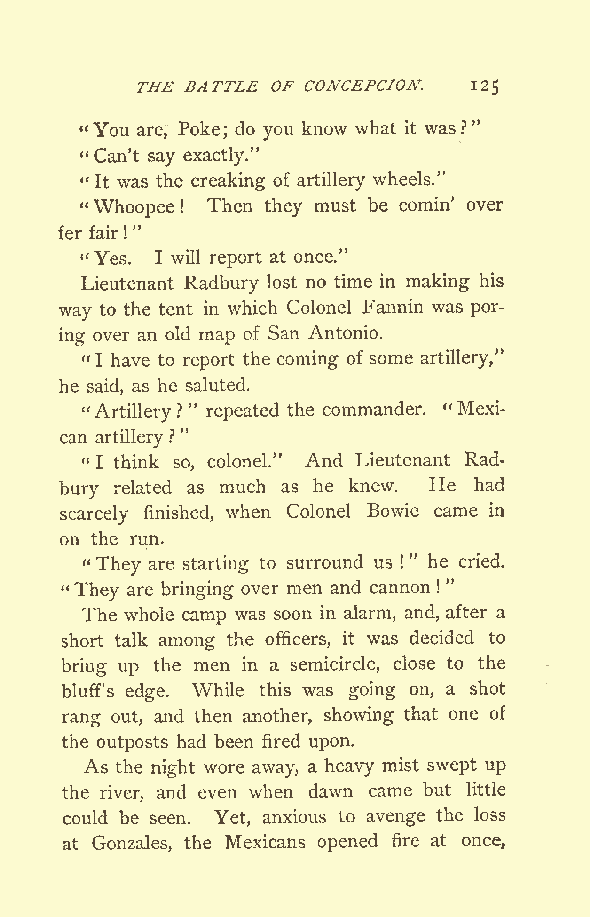 THE BATTLE OF CONCEPCION. 125
"You are, Poke; do you know what it was?"
"Can't say exactly."
"It was the creaking of artillery wheels."
"Whoopee! Then they must be comin' over
fer fair!"
"Yes. I will report at once."
Lieutenant Radbury lost no time in making his
way to the tent in which Colonel Fannin was por-
ing over an old map of San Antonio.
"I have to report the coming of some artillery,"
he said, as he saluted.
"Artillery?" repeated the commander. "Mexi-
can artillery?"
"I think so, colonel." And Lieutenant Rad-
bury related as much as he knew. He had
scarcely finished, when Colonel Bowie came in
on the run.
"They are starting to surround us!" he cried.
"They are bringing over men and cannon!"
The whole camp was soon in alarm, and, after a
short talk among the officers, it was decided to
bring up the men in a semicircle, close to the
bluff's edge. While this was going on, a shot
rang out, and then another, showing that one of
the outposts had been fired upon.
As the night wore away, a heavy mist swept up
the river, and even when dawn came but little
could be seen. Yet, anxious to avenge the loss
at Gonzales, the Mexicans opened fire at once,